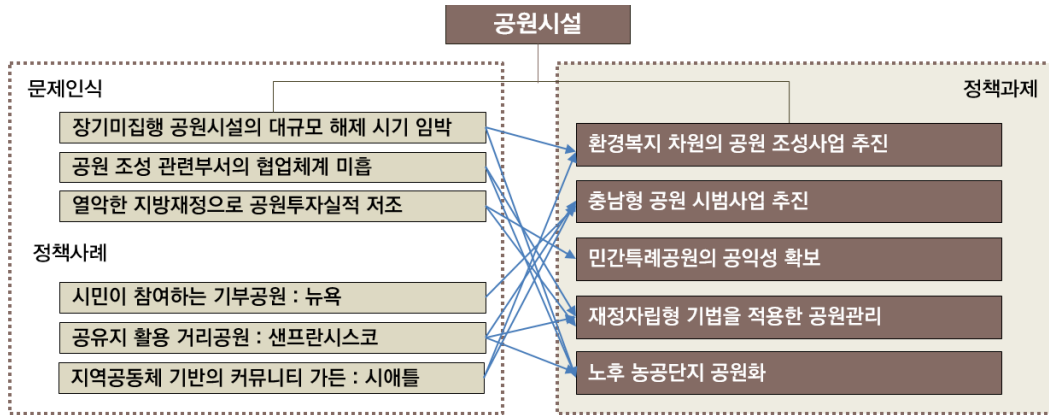 공원시설
문제인식
장기미집행 공원시설의 대규모 해제 시기 임박
공원 조성 관련부서의 협업체계 미흡
열악한 지방재정으로 공원투자실적 저조
정책사례
시민이 참여하는 기부공원 : 뉴욕
공유지 활용 거리공원 : 샌프란시스코
지역공동체 기반의 커뮤니티 가든 : 시애틀
정책과제
환경복지 차원의 공원 조성사업 추진
충남형 공원 시범사업 추진
민간특례공원의 공익성 확보
재정자립형 기법을 적용한 공원관리
노후 농공단지 공원화